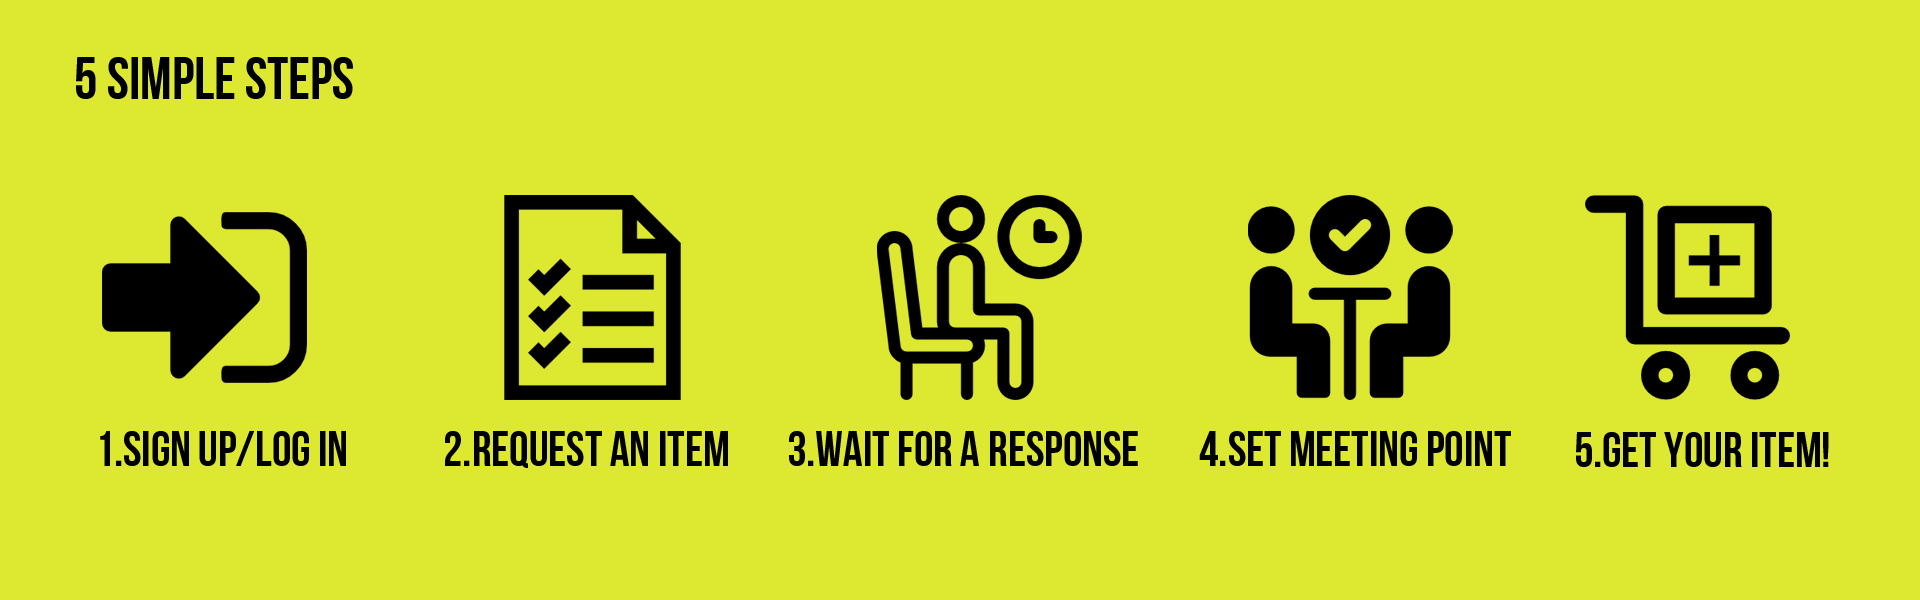 5 SIMPLE STEPS
1.SIGN UP/LOG IN
2.REQUEST AN ITEM
3.WAIT FOR A RESPONSE
4.SET MEETING POINT
5.GET YOUR ITEM!